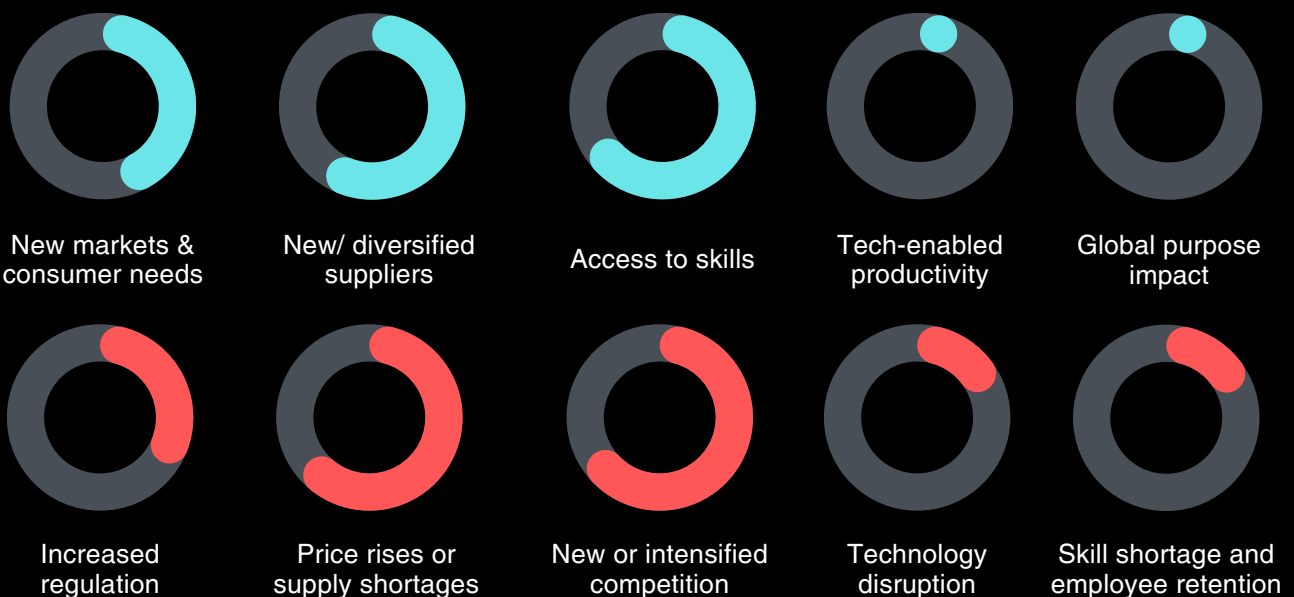 New markets &
consumer needs
New/ diversified
suppliers
Access to skills
Tech-enabled
productivity
Global purpose
impact
Increased
regulation
Price rises or
supply shortages
New or intensified
competition
Technology
disruption
Skill shortage and
employee retention